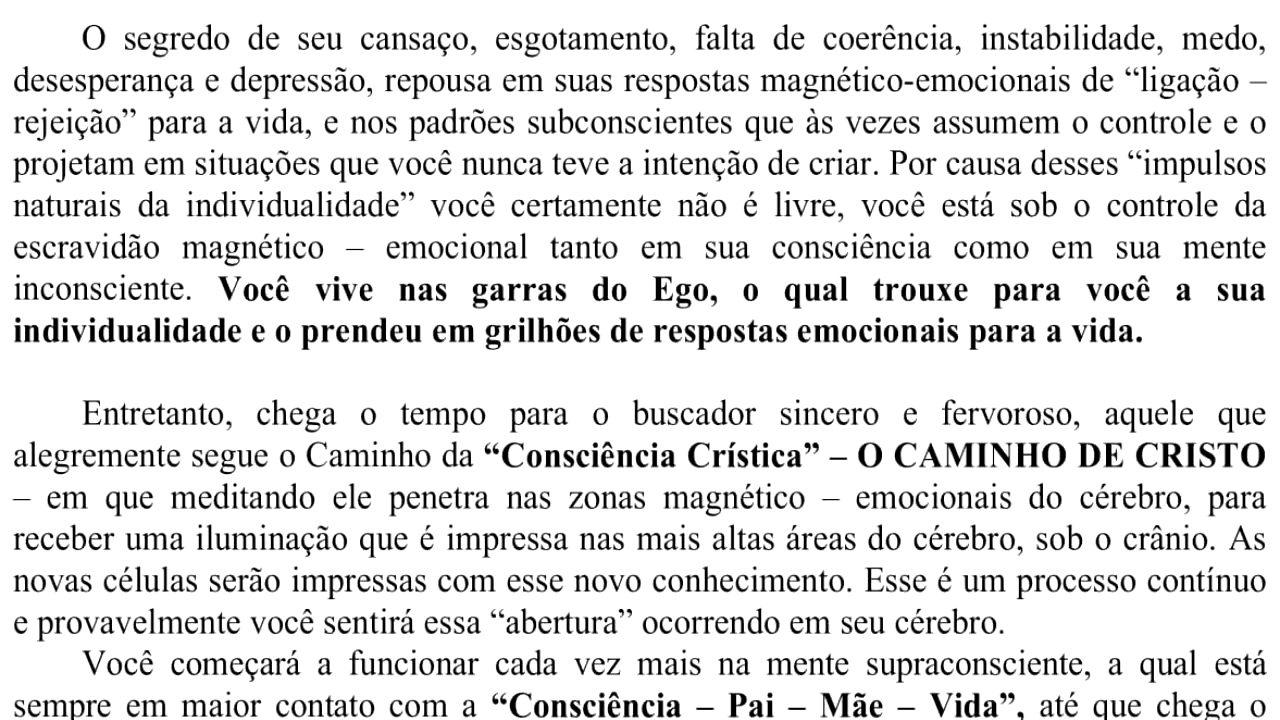 O segredo de seu cansaço, esgotamento, falta de coerência, instabilidade, medo,
desesperança e depressão, repousa em suas respostas magnético-emocionais de “ligação –
rejeição” para a vida, e nos padrões subconscientes que às vezes assumem o controle e o
projetam em situações que você nunca teve a intenção de criar. Por causa desses “impulsos
naturais da individualidade” você certamente não é livre, você está sob o controle da
escravidão magnético – emocional tanto em sua consciência como em sua mente
inconsciente. Você vive nas garras do Ego, o qual trouxe para você a sua
individualidade e o prendeu em grilhões de respostas emocionais para a vida.
Entretanto, chega o tempo para o buscador sincero e fervoroso, aquele que
alegremente segue o Caminho da “Consciência Crística” – O CAMINHO DE CRISTO
– em que meditando ele penetra nas zonas magnético – emocionais do cérebro, para
receber uma iluminação que é impressa nas mais altas áreas do cérebro, sob o crânio. As
novas células serão impressas com esse novo conhecimento. Esse é um processo contínuo
e provavelmente você sentirá essa “abertura” ocorrendo em seu cérebro.
Você começará a funcionar cada vez mais na mente supraconsciente, a qual está
sempre em maior contato com a “Consciência – Pai – Mãe – Vida”, até que chega o